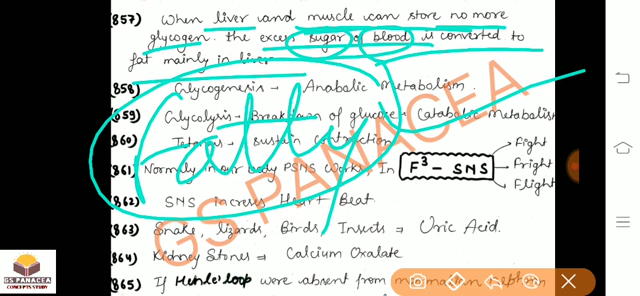 (857) When liver and muscle can store no more
glycogen. the excess sugar of blood is converted to
fat mainly in liver
(858) Glycogenesis → Anabolic Metabolism.
(859) Glycolysis → Breakdown of glucose → Catabolic Metabolism
(860) Tetanus → Sustain contraction
(861) Normally in our body PSNS work, In F³ - SNS
Fight
Fright
Flight
(862) SNS increses Heart Beat
(863) Snake, lizards, Birds, Insects → Uric Acid.
(864) Kidney Stones → Calcium Oxalate
(865) If Henle's loop were absent from
fatty
GS PANACEA
GS PANACEA
CONCEPTS STUDY